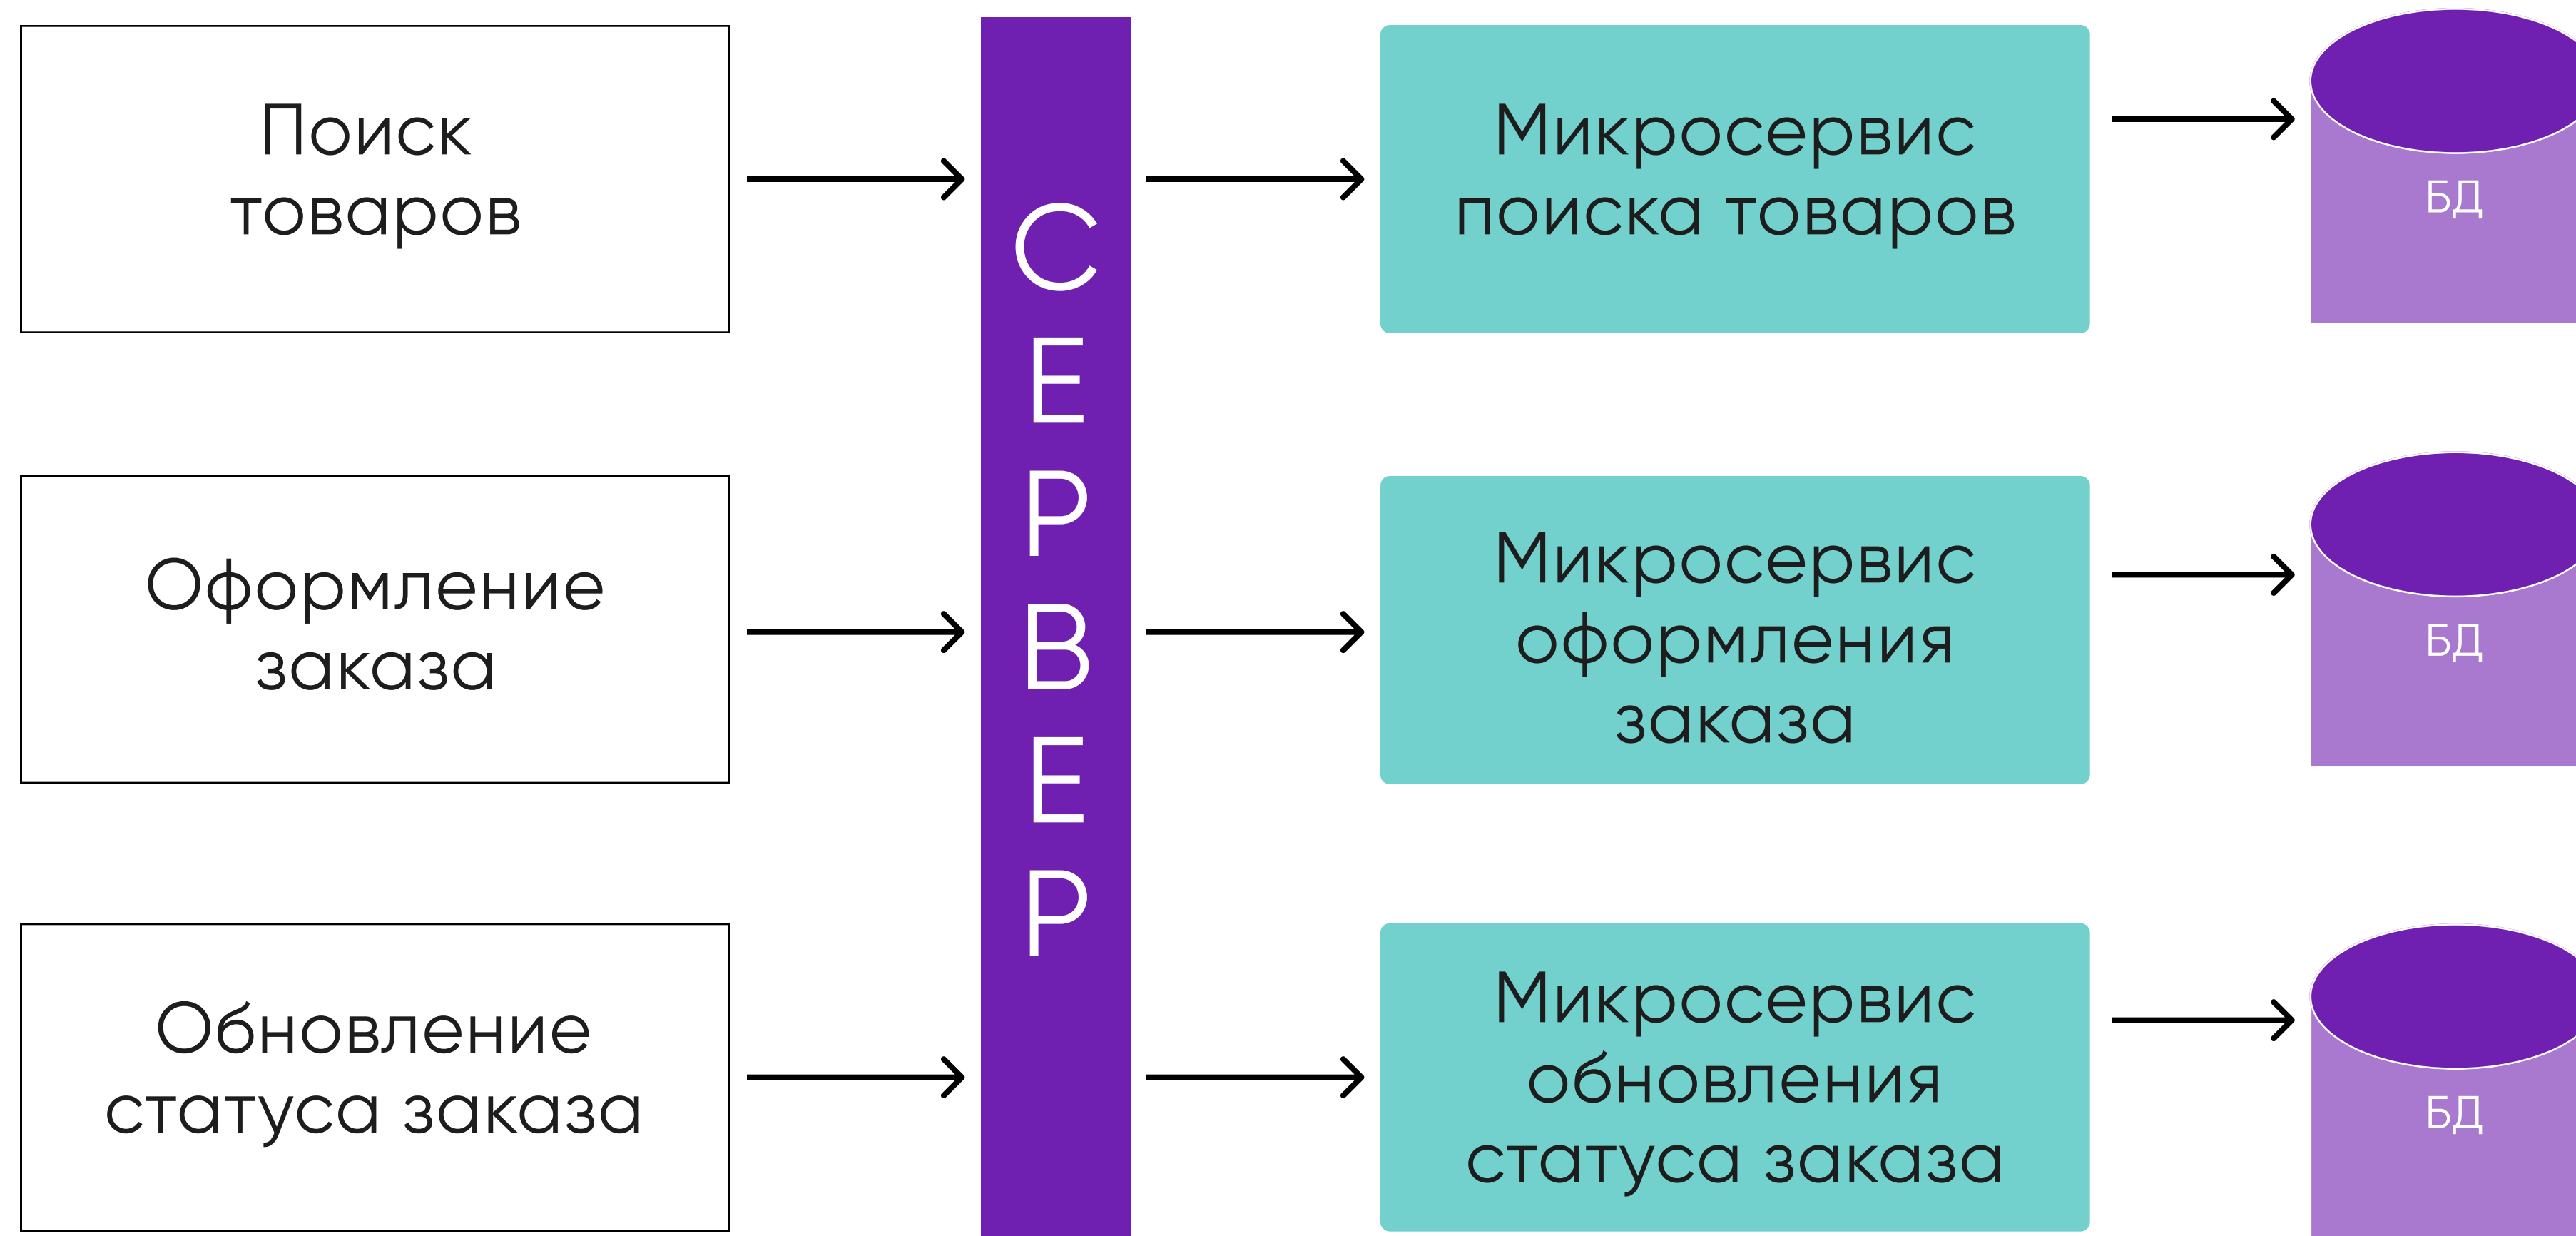 Поиск
товаров
СЕРВЕР
Микросервис
поиска товаров
БД
Оформление
заказа
Микросервис
оформления
заказа
БД
Обновление
статуса заказа
Микросервис
обновления
статуса заказа
БД